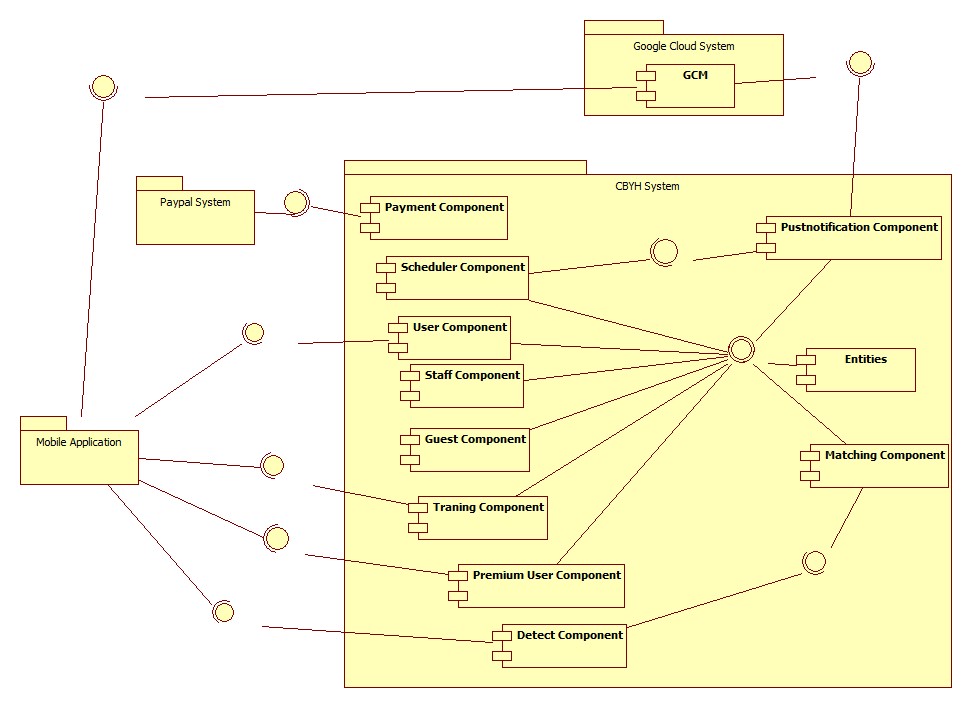 Google Cloud System
GCM
Paypal System
CBYH System
Payment Component
Pustnotification Component
Scheduler Component
User Component
Entities
Staff Component
Guest Component
Mobile Application
Matching Component
Traning Component
Premium User Component
Detect Component